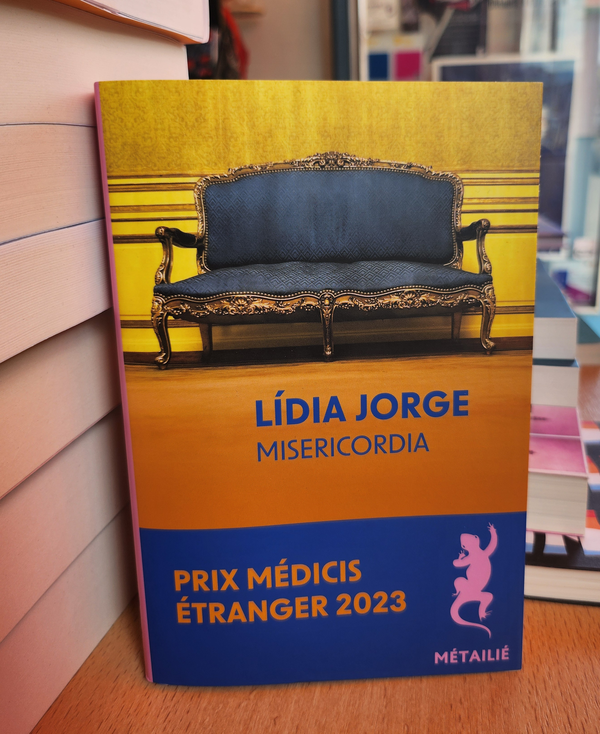 LÍDIA JORGE
MISERICORDIA
PRIX MÉDICIS
ÉTRANGER 2023
MÉTAILIÉ